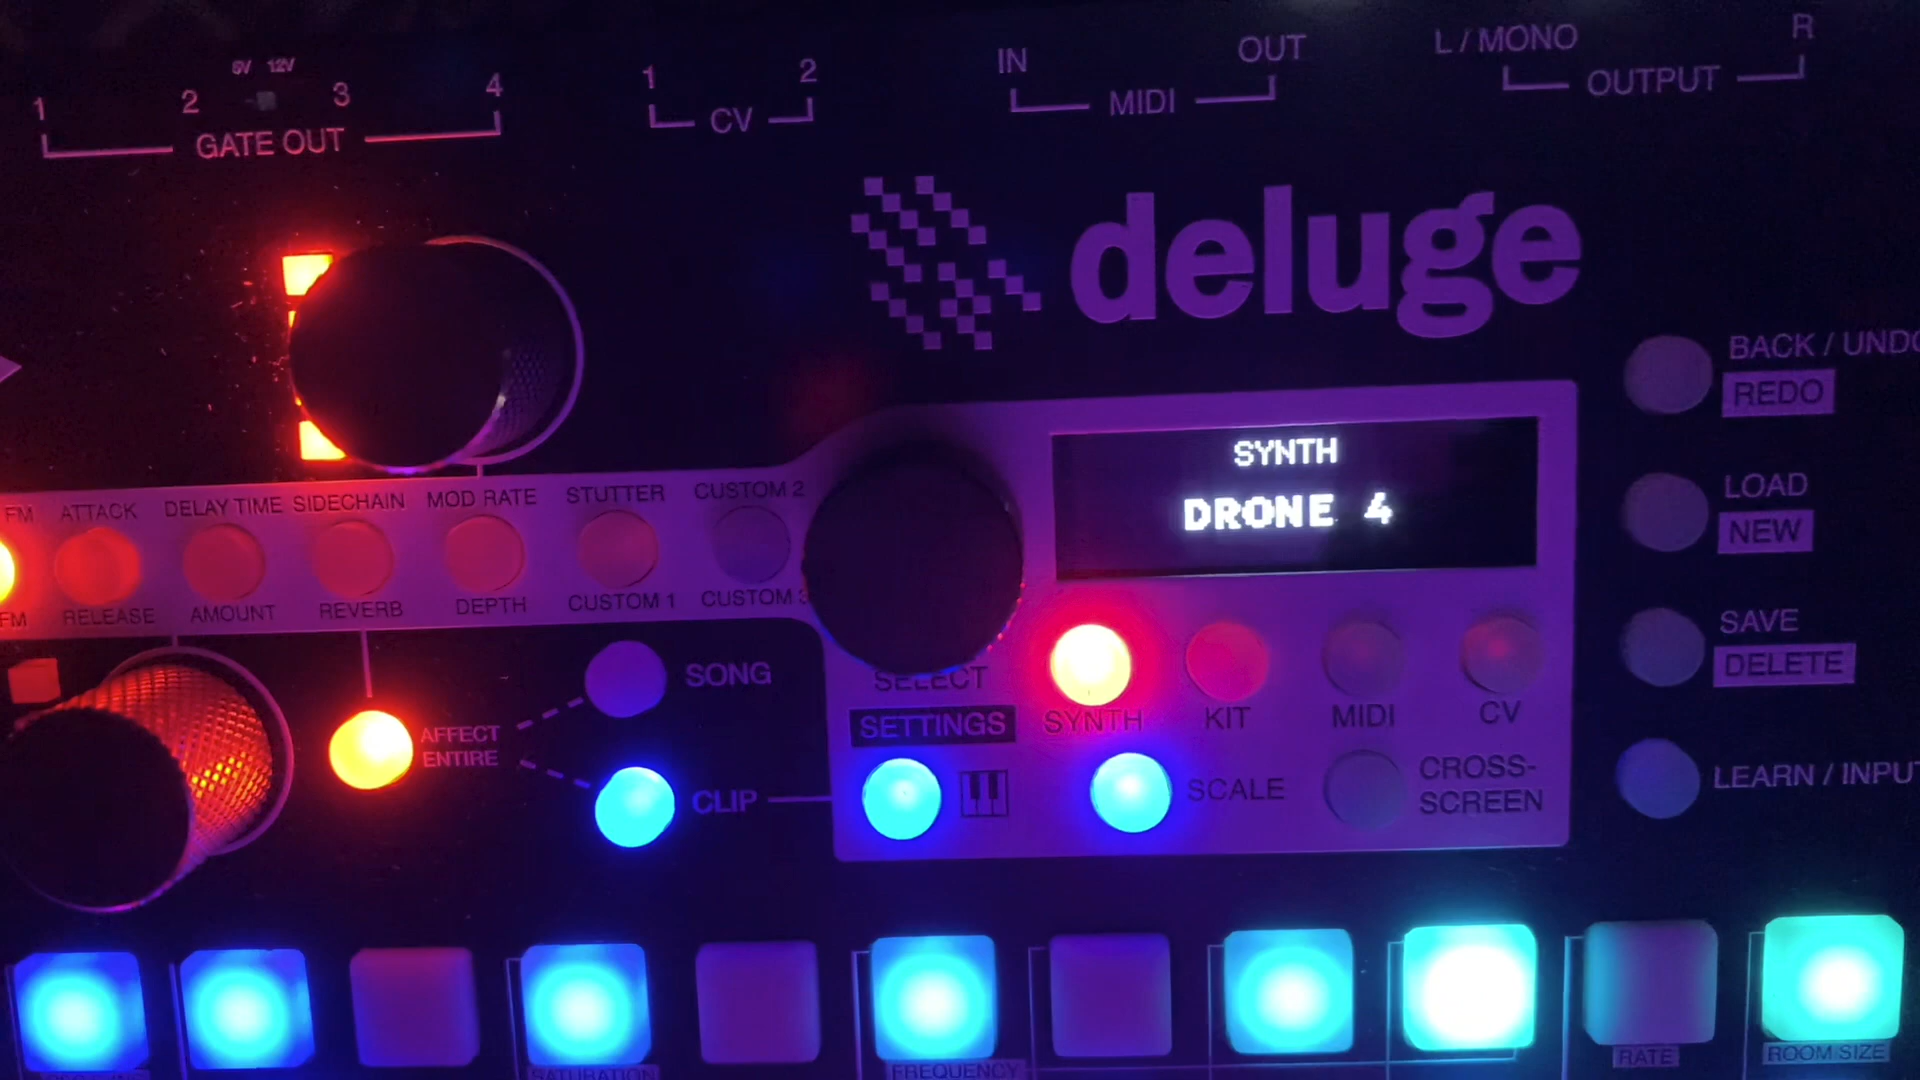 6V 12V
1 2 3 4
GATE OUT
1 2
CV
IN OUT
MIDI
L / MONO R
OUTPUT
deluge
BACK / UNDO
REDO
LOAD
NEW
SAVE
DELETE
LEARN / INPUT
SYNTH
DRONE 4
FM ATTACK DELAY TIME SIDECHAIN MOD RATE STUTTER CUSTOM 2
FM RELEASE AMOUNT REVERB DEPTH CUSTOM 1 CUSTOM 3
SELECT
SETTINGS
SYNTH KIT MIDI CV
SONG
AFFECT
ENTIRE
CLIP
SCALE
CROSS-
SCREEN
SATURATION
FREQUENCY
RATE
ROOM SIZE